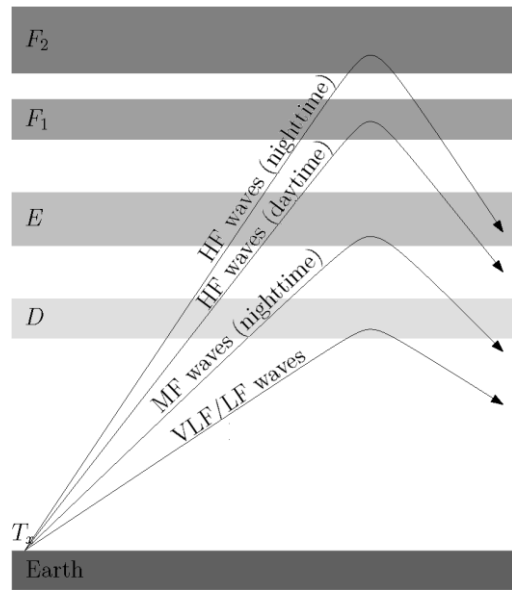 F₂
F₁
HF waves (nighttime)
HF waves (daytime)
E
MF waves (nighttime)
D
VLF/LF waves
Tₓ
Earth